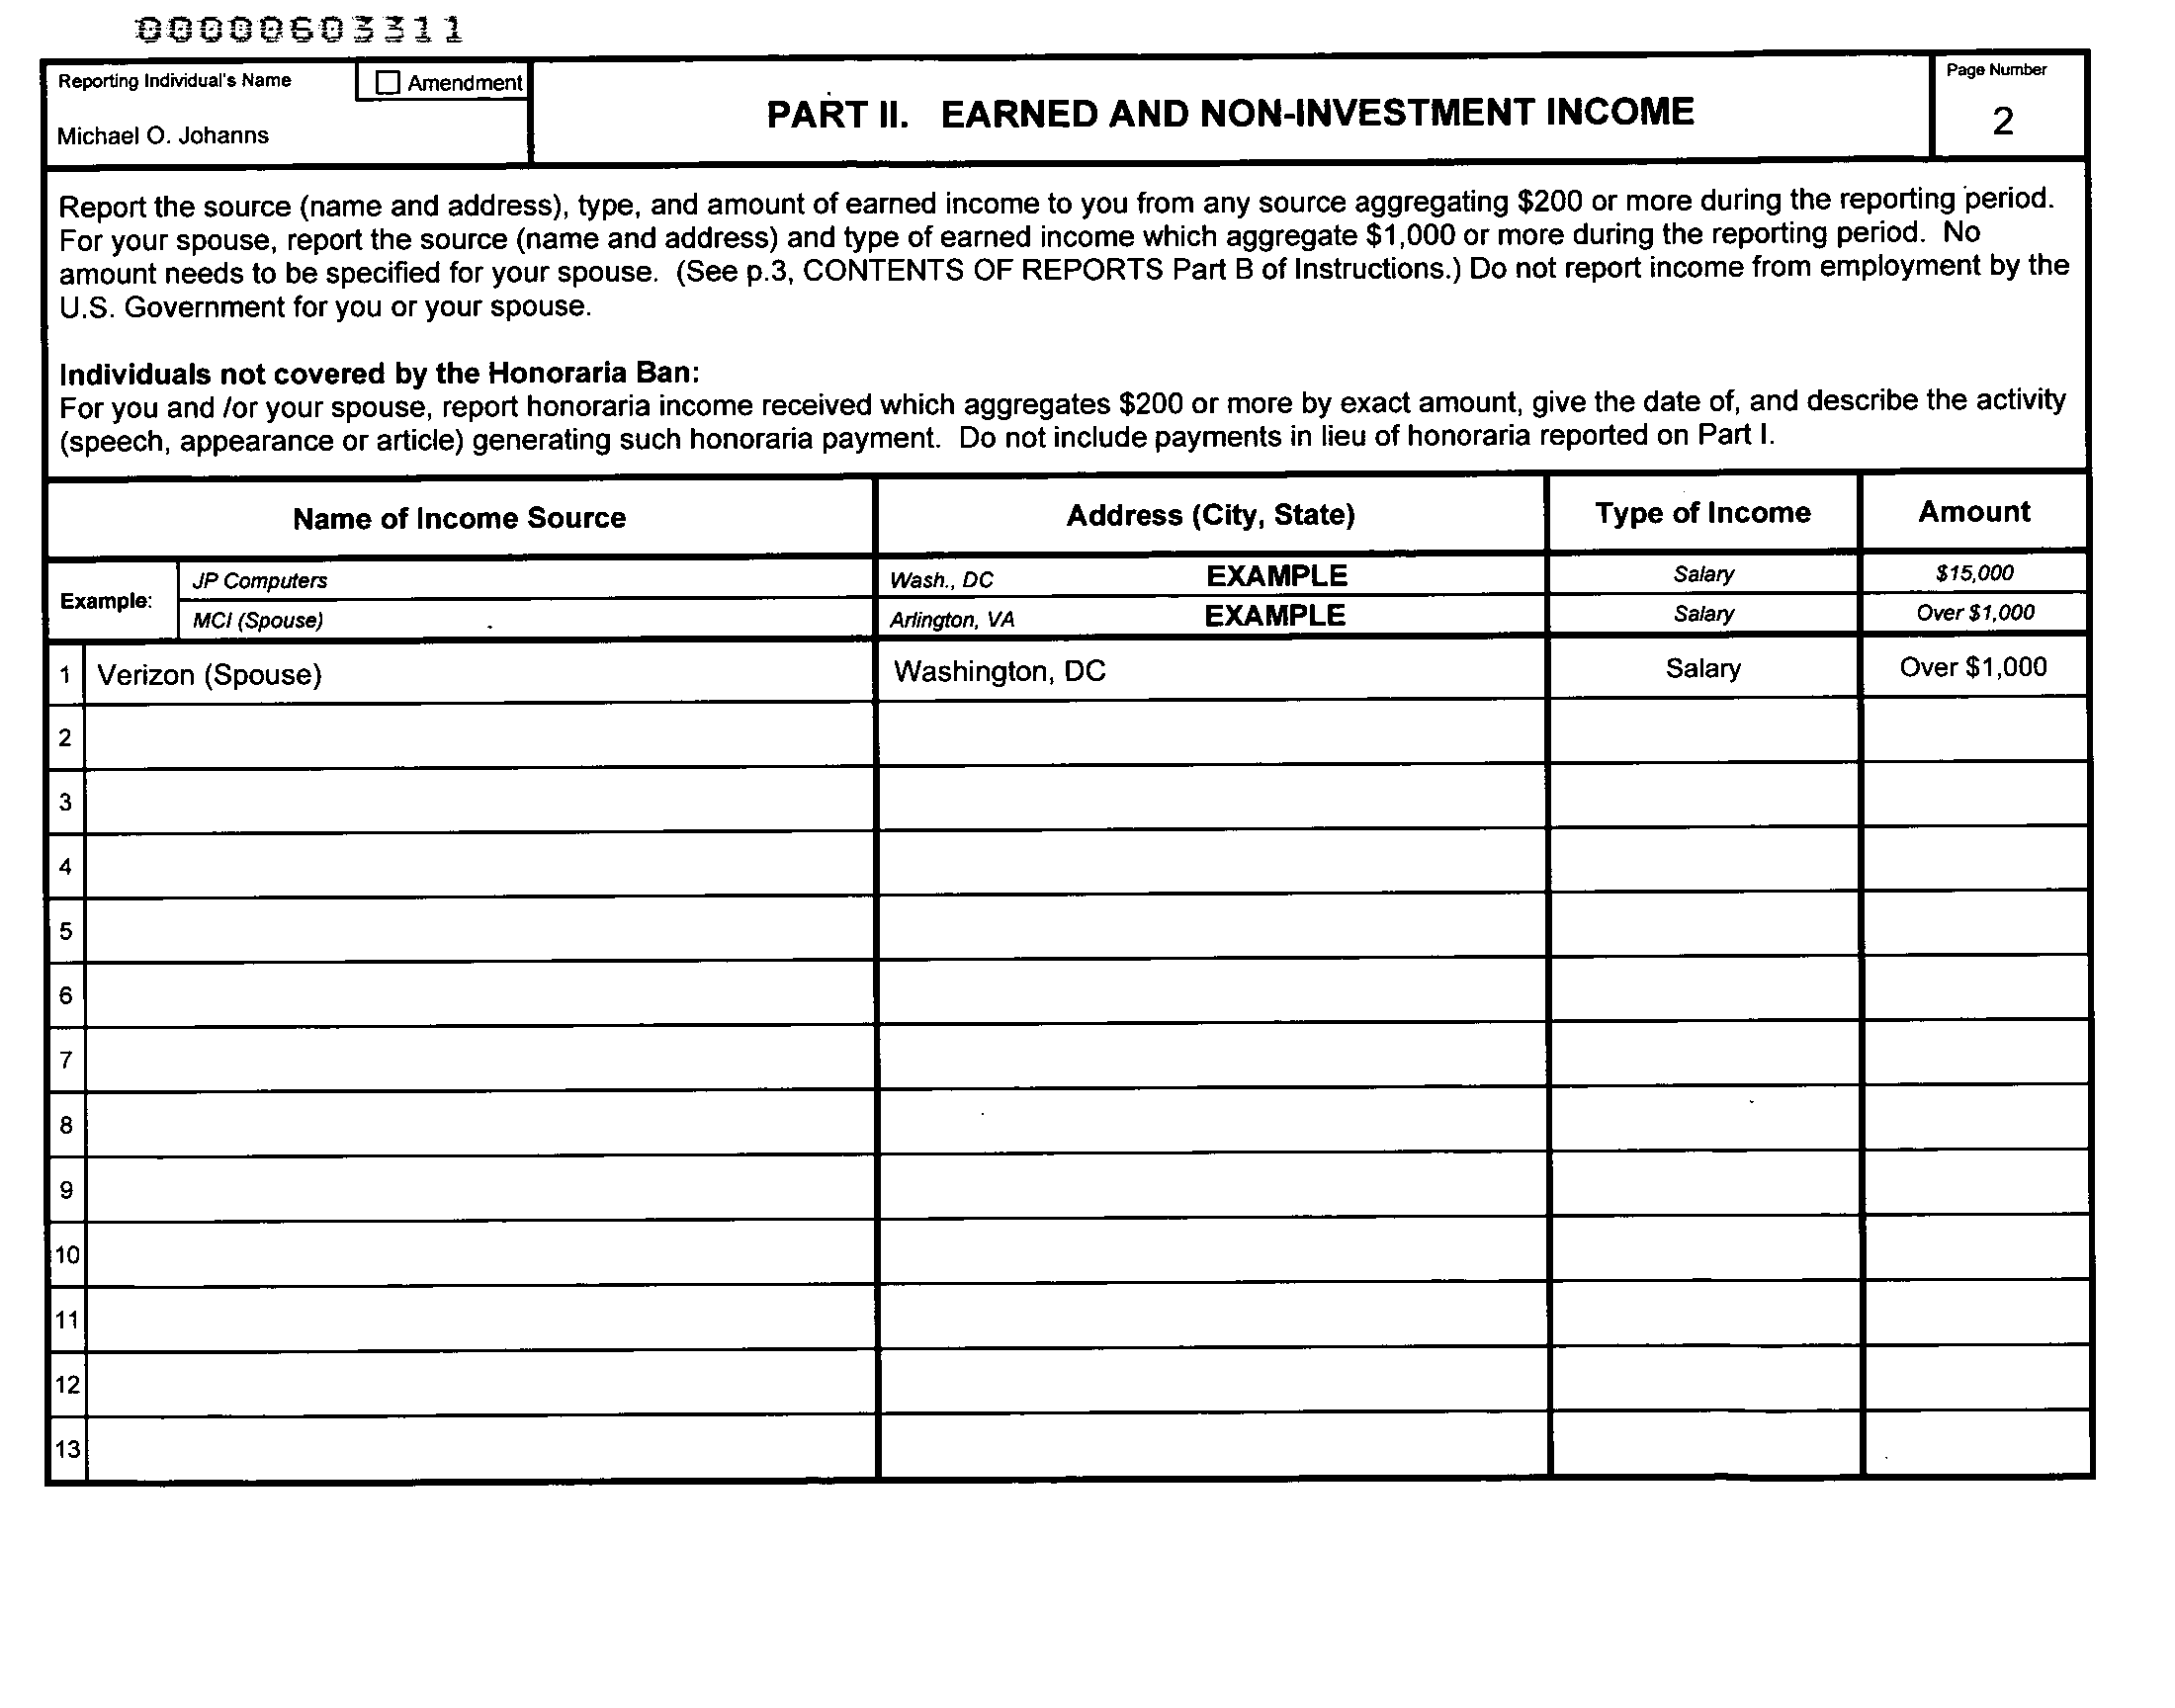 00000603311
Reporting Individual's Name
Amendment
Michael O. Johanns
PART II. EARNED AND NON-INVESTMENT INCOME
Page Number
2
Report the source (name and address), type, and amount of earned income to you from any source aggregating $200 or more during the reporting period.
For your spouse, report the source (name and address) and type of earned income which aggregate $1,000 or more during the reporting period. No
amount needs to be specified for your spouse. (See p.3, CONTENTS OF REPORTS Part B of Instructions.) Do not report income from employment by the
U.S. Government for you or your spouse.
Individuals not covered by the Honoraria Ban:
For you and /or your spouse, report honoraria income received which aggregates $200 or more by exact amount, give the date of, and describe the activity
(speech, appearance or article) generating such honoraria payment. Do not include payments in lieu of honoraria reported on Part I.
Name of Income Source Address (City, State) Type of Income Amount
Example:
JP Computers Wash., DC EXAMPLE Salary $15,000
MCI (Spouse) Arlington, VA EXAMPLE Salary Over $1,000
1 Verizon (Spouse) Washington, DC Salary Over $1,000
2
3
4
5
6
7
8
9
10
11
12
13